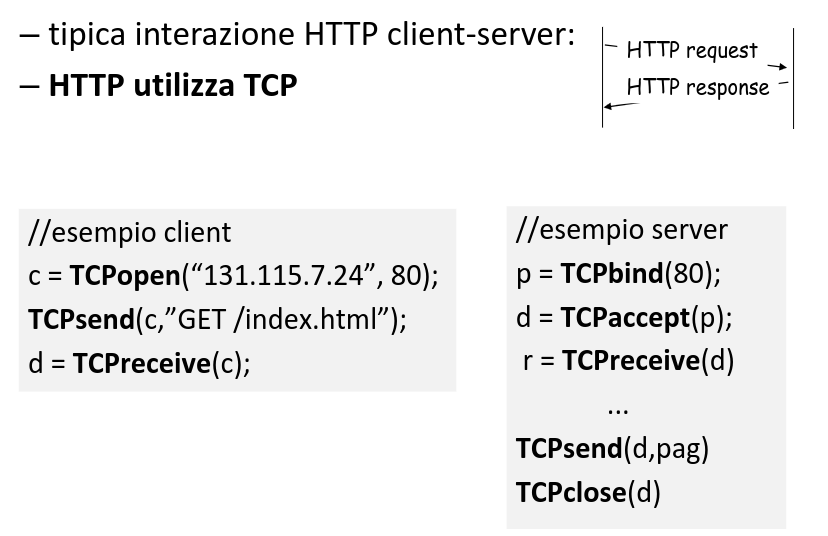 – tipica interazione HTTP client-server:
– HTTP utilizza TCP
HTTP request
HTTP response
//esempio client
c = TCPopen(“131.115.7.24”, 80);
TCPsend(c,”GET /index.html”);
d = TCPreceive(c);
//esempio server
p = TCPbind(80);
d = TCPaccept(p);
r = TCPreceive(d)
...
TCPsend(d,pag)
TCPclose(d)